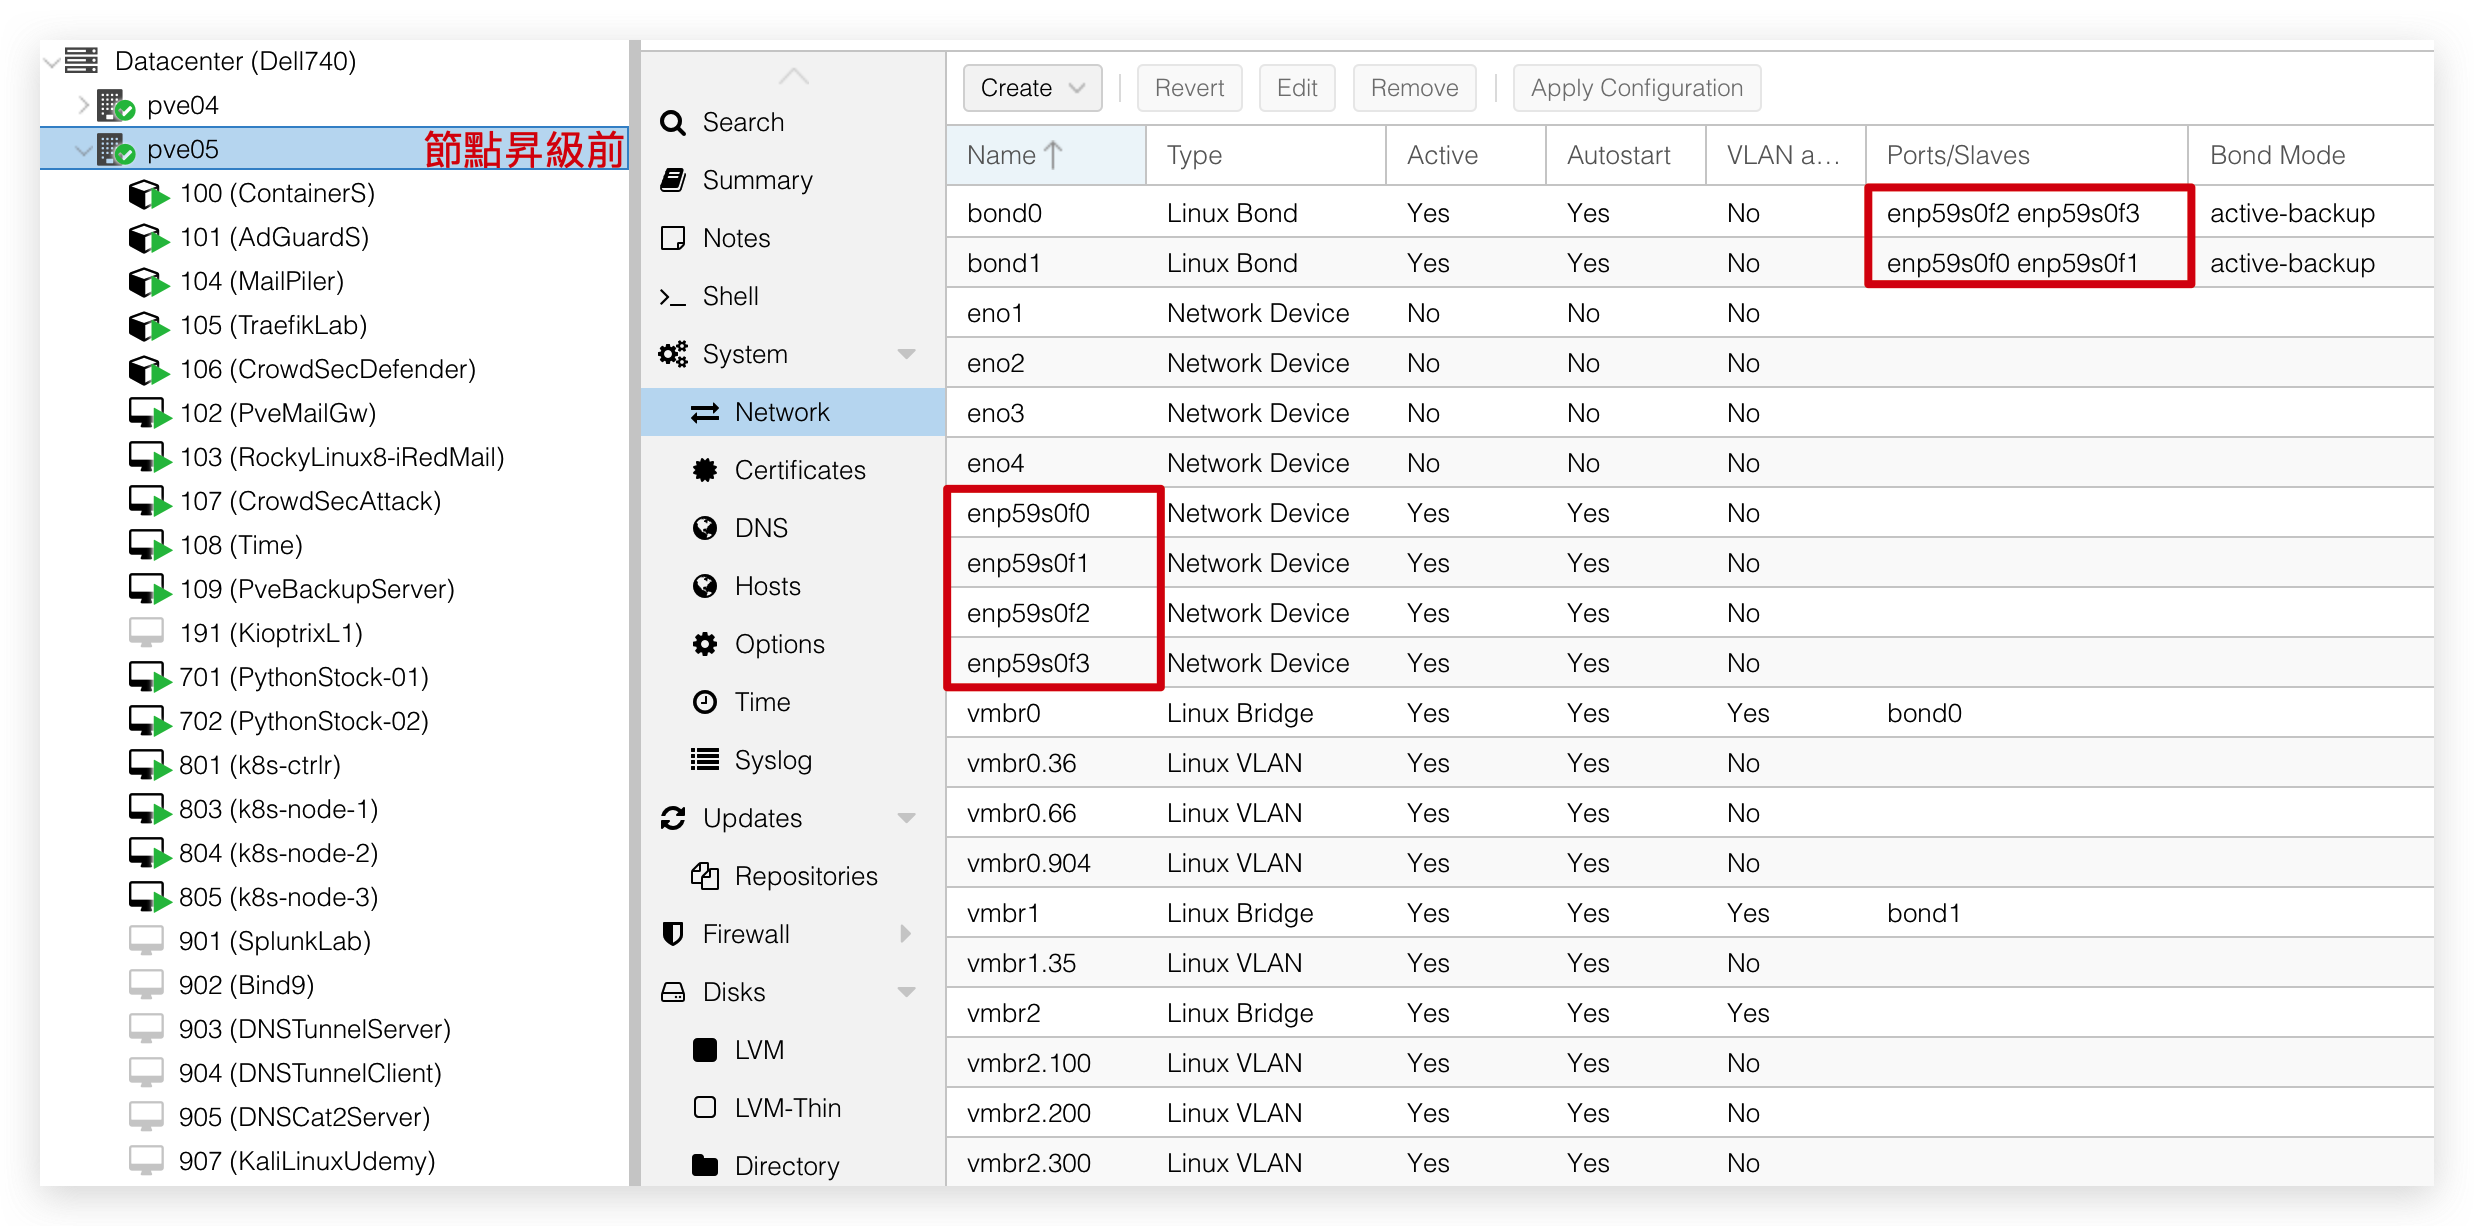 Datacenter (Dell740)
pve04
pve05 節點昇級前
100 (ContainerS)
101 (AdGuardS)
104 (MailPiler)
105 (TraefikLab)
106 (CrowdSecDefender)
102 (PveMailGw)
103 (RockyLinux8-iRedMail)
107 (CrowdSecAttack)
108 (Time)
109 (PveBackupServer)
191 (KioptrixL1)
701 (PythonStock-01)
702 (PythonStock-02)
801 (k8s-ctrlr)
803 (k8s-node-1)
804 (k8s-node-2)
805 (k8s-node-3)
901 (SplunkLab)
902 (Bind9)
903 (DNSTunnelServer)
904 (DNSTunnelClient)
905 (DNSCat2Server)
907 (KaliLinuxUdemy)
Search
Summary
Notes
Shell
System
Network
Certificates
DNS
Hosts
Options
Time
Syslog
Updates
Repositories
Firewall
Disks
LVM
LVM-Thin
Directory
Create Revert Edit Remove Apply Configuration
Name Type Active Autostart VLAN a... Ports/Slaves Bond Mode
bond0 Linux Bond Yes Yes No enp59s0f2 enp59s0f3 active-backup
bond1 Linux Bond Yes Yes No enp59s0f0 enp59s0f1 active-backup
eno1 Network Device No No No
eno2 Network Device No No No
eno3 Network Device No No No
eno4 Network Device No No No
enp59s0f0 Network Device Yes Yes No
enp59s0f1 Network Device Yes Yes No
enp59s0f2 Network Device Yes Yes No
enp59s0f3 Network Device Yes Yes No
vmbr0 Linux Bridge Yes Yes Yes bond0
vmbr0.36 Linux VLAN Yes Yes No
vmbr0.66 Linux VLAN Yes Yes No
vmbr0.904 Linux VLAN Yes Yes No
vmbr1 Linux Bridge Yes Yes Yes bond1
vmbr1.35 Linux VLAN Yes Yes No
vmbr2 Linux Bridge Yes Yes Yes
vmbr2.100 Linux VLAN Yes Yes No
vmbr2.200 Linux VLAN Yes Yes No
vmbr2.300 Linux VLAN Yes Yes No